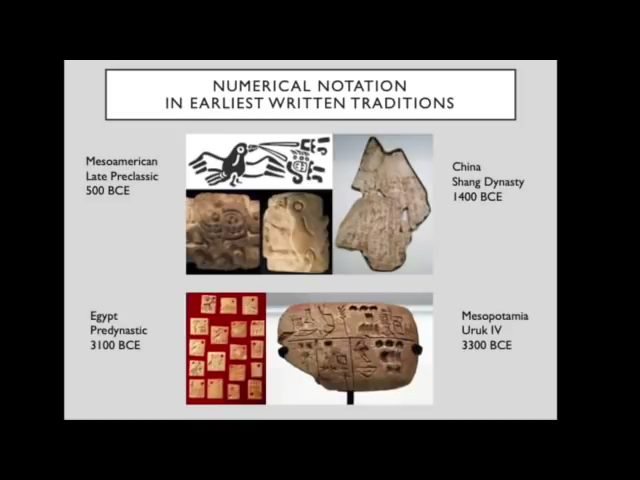 NUMERICAL NOTATION
IN EARLIEST WRITTEN TRADITIONS
Mesoamerican
Late Preclassic
500 BCE
China
Shang Dynasty
1400 BCE
Egypt
Predynastic
3100 BCE
Mesopotamia
Uruk IV
3300 BCE